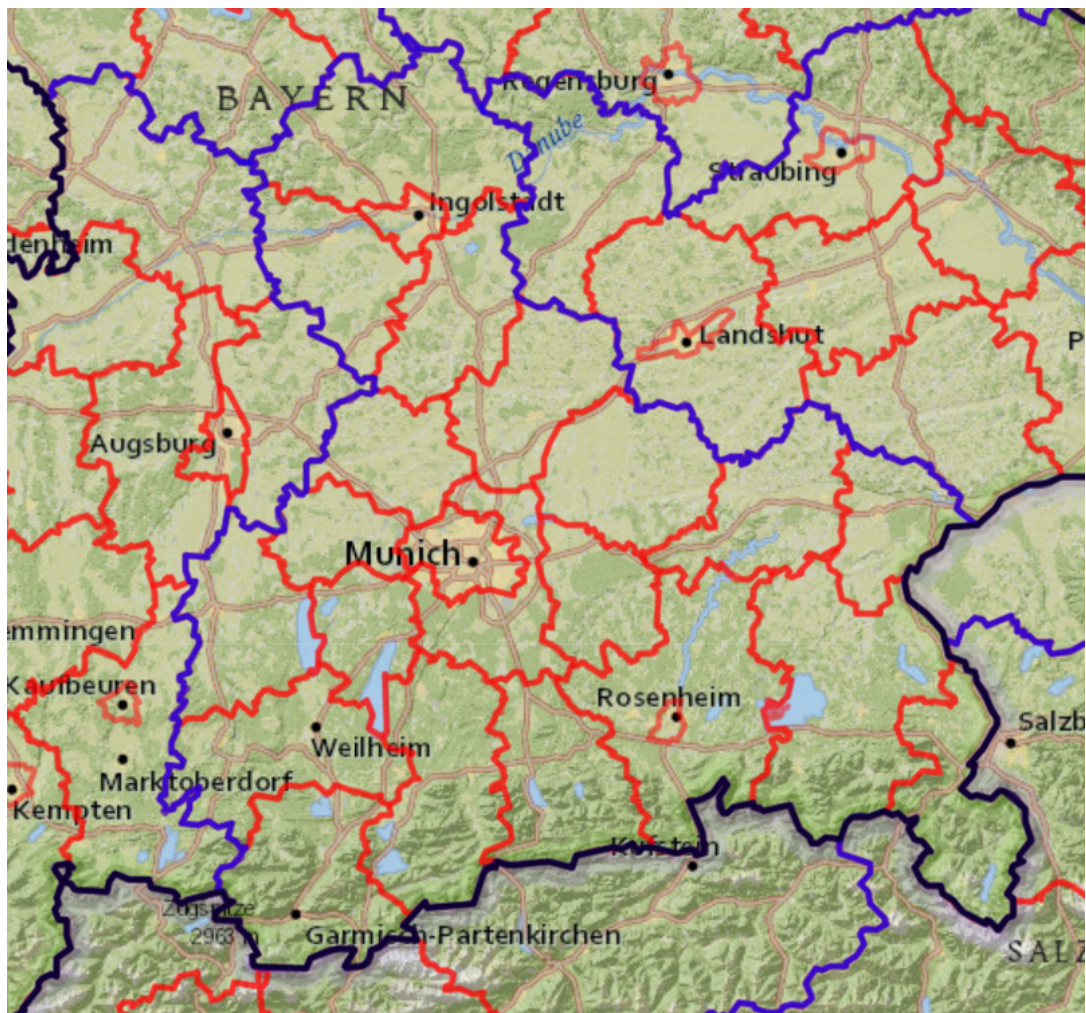 Regensburg
BAYERN
Danube
Straubing
Ingolstadt
denheim
Landshut
P
Augsburg
Munich
emmingen
Kaufbeuren
Rosenheim
Salzb
Weilheim
Marktoberdorf
Kempten
Kufstein
Zugspitze
2963 m
Garmisch-Partenkirchen
SALZ